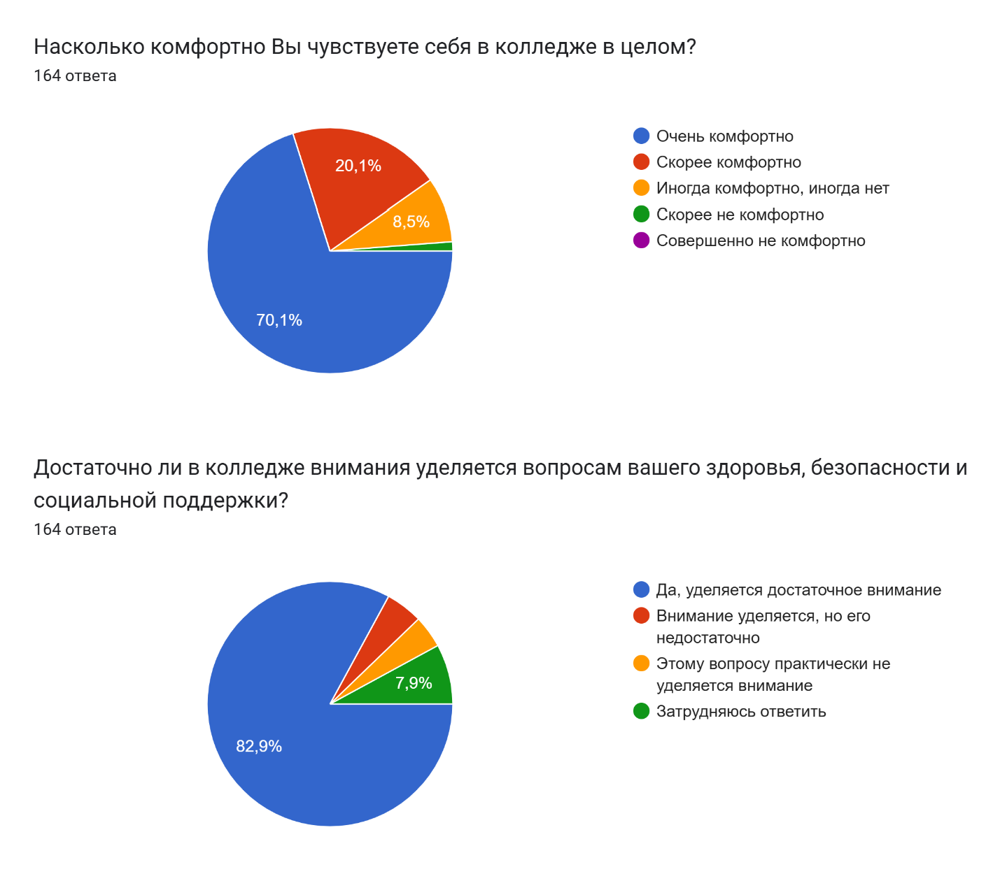 Насколько комфортно Вы чувствуете себя в колледже в целом?
164 ответа
20,1%
8,5%
70,1%
Очень комфортно
Скорее комфортно
Иногда комфортно, иногда нет
Скорее не комфортно
Совершенно не комфортно
Достаточно ли в колледже внимания уделяется вопросам вашего здоровья, безопасности и
социальной поддержки?
164 ответа
7,9%
82,9%
Да, уделяется достаточное внимание
Внимание уделяется, но его
недостаточно
Этому вопросу практически не
уделяется внимание
Затрудняюсь ответить